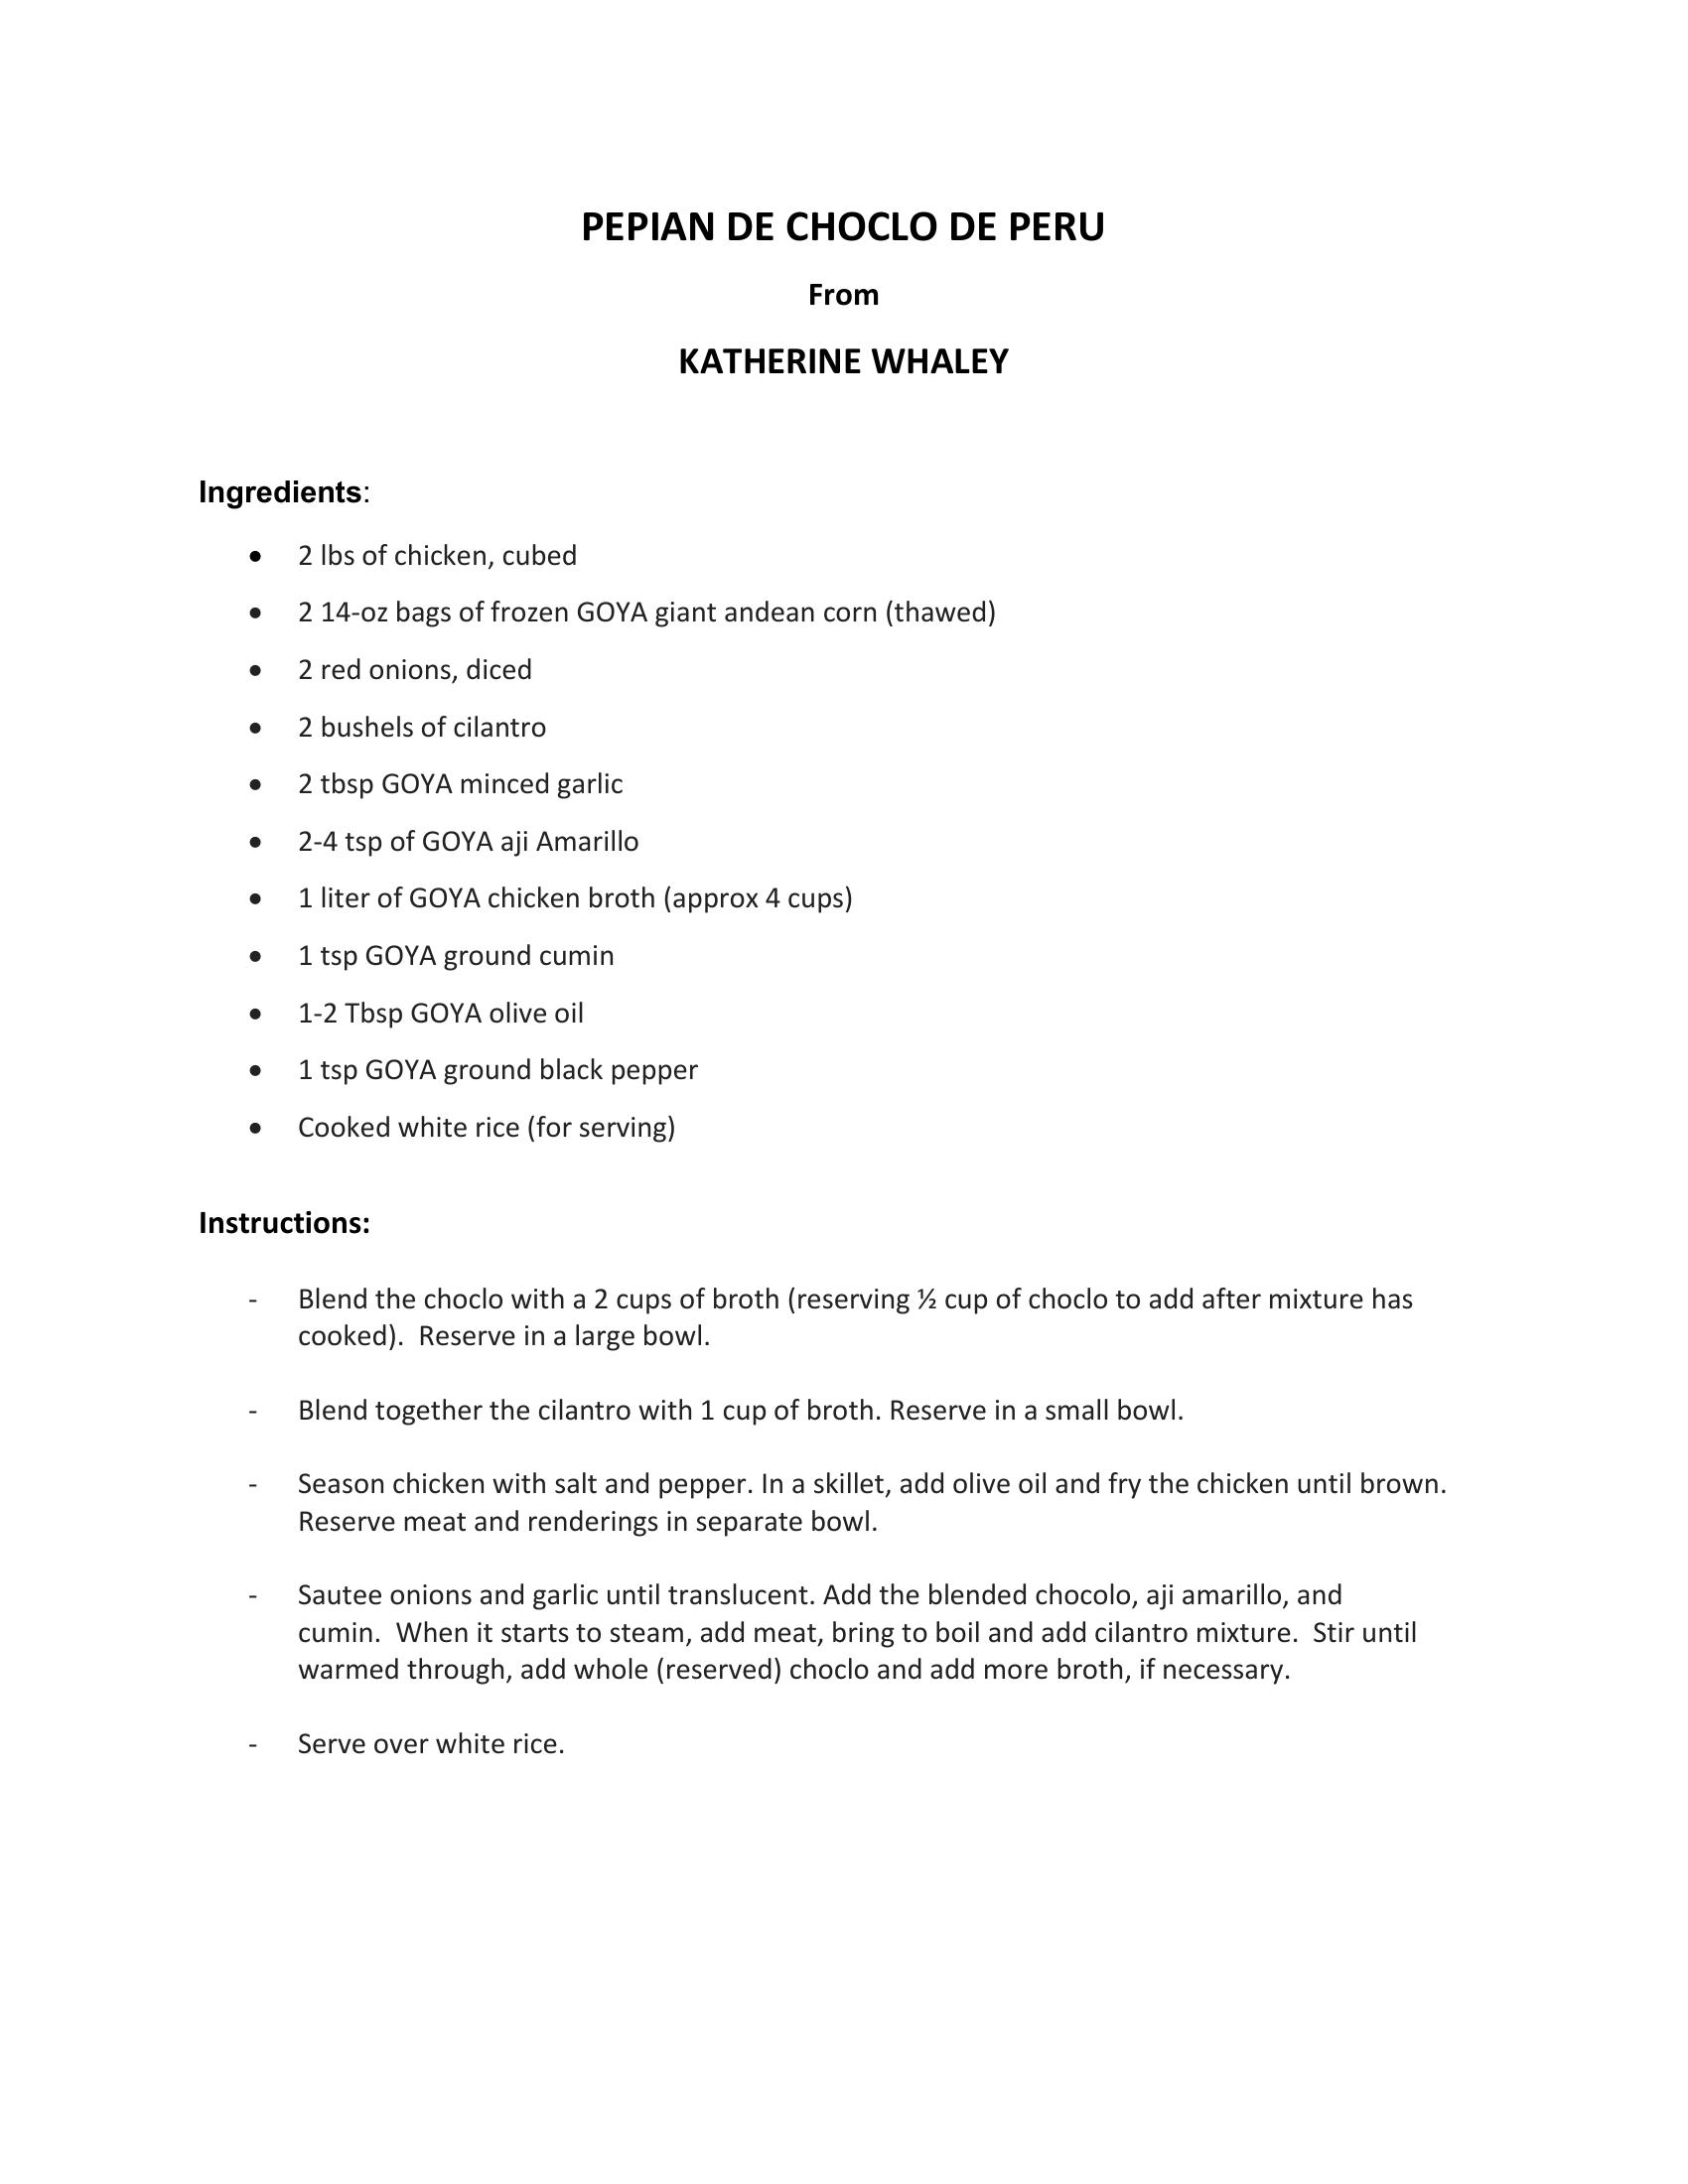 PEPIAN DE CHOCLO DE PERU
From
KATHERINE WHALEY
Ingredients:
• 2 lbs of chicken, cubed
• 2 14-oz bags of frozen GOYA giant andean corn (thawed)
• 2 red onions, diced
• 2 bushels of cilantro
• 2 tbsp GOYA minced garlic
• 2-4 tsp of GOYA aji Amarillo
• 1 liter of GOYA chicken broth (approx 4 cups)
• 1 tsp GOYA ground cumin
• 1-2 Tbsp GOYA olive oil
• 1 tsp GOYA ground black pepper
• Cooked white rice (for serving)
Instructions:
- Blend the choclo with a 2 cups of broth (reserving ½ cup of choclo to add after mixture has
cooked).  Reserve in a large bowl.
- Blend together the cilantro with 1 cup of broth. Reserve in a small bowl.
- Season chicken with salt and pepper. In a skillet, add olive oil and fry the chicken until brown.
Reserve meat and renderings in separate bowl.
- Sautee onions and garlic until translucent. Add the blended chocolo, aji amarillo, and
cumin.  When it starts to steam, add meat, bring to boil and add cilantro mixture.  Stir until
warmed through, add whole (reserved) choclo and add more broth, if necessary.
- Serve over white rice.